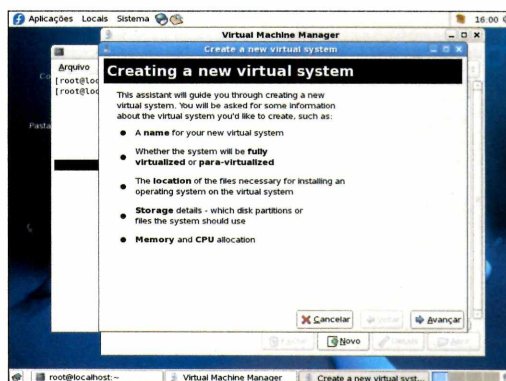 Aplicações Locais Sistema
16:00
Virtual Machine Manager
Create a new virtual system
Arquivo
[root@loc
[root@loc
Pasta
Creating a new virtual system
This assistant will guide you through creating a new
virtual system. You will be asked for some information
about the virtual system you'd like to create, such as:
● A name for your new virtual system
● Whether the system will be fully
virtualized or para-virtualized
● The location of the files necessary for installing an
operating system on the virtual system
● Storage details - which disk partitions or
files the system should use
● Memory and CPU allocation
Cancelar
Voltar
Avançar
Novo
root@localhost:~
Virtual Machine Manager
Create a new virtual syst...